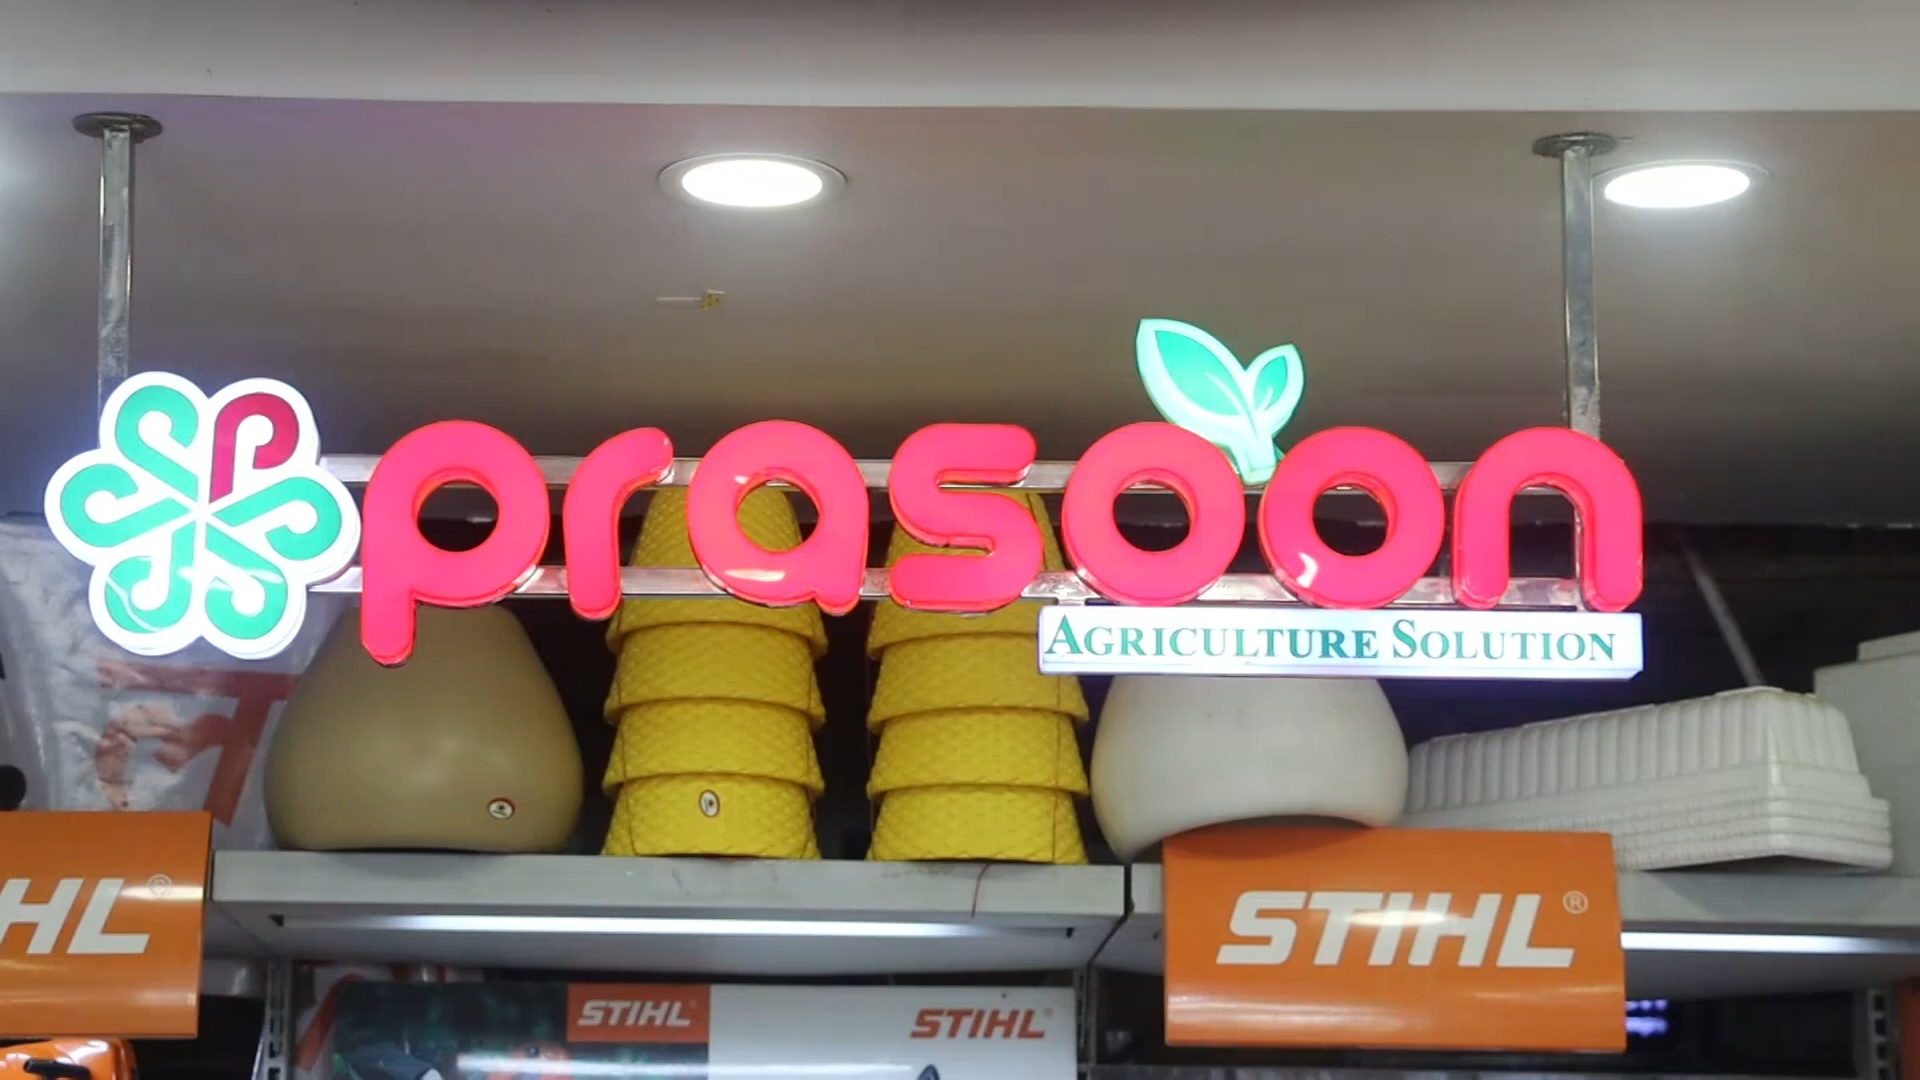 prasoon
AGRICULTURE SOLUTION
ल
HL®
STIHL®
STIHL
STIHL